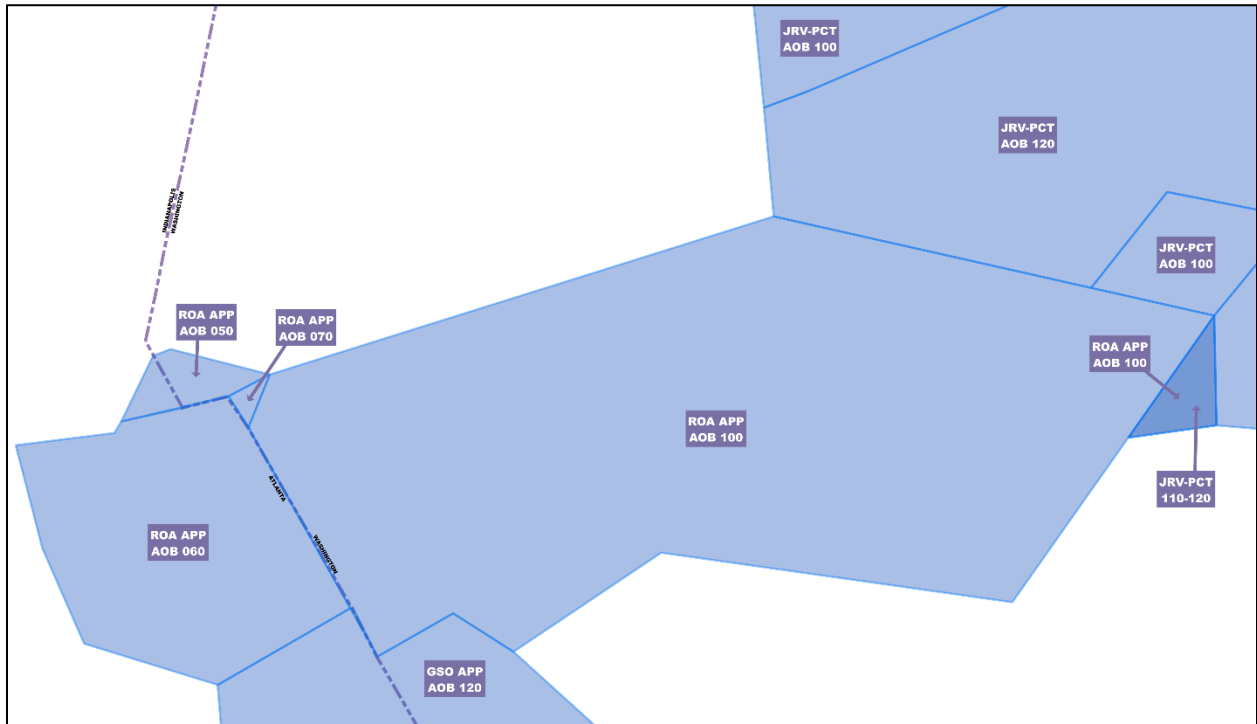 JRV-PCT
AOB 100
JRV-PCT
AOB 120
INDIANAPOLIS
WASHINGTON
JRV-PCT
AOB 100
ROA APP
AOB 050
ROA APP
AOB 070
ROA APP
AOB 100
ROA APP
AOB 100
JRV-PCT
110-120
ATLANTA
WASHINGTON
ROA APP
AOB 060
GSO APP
AOB 120